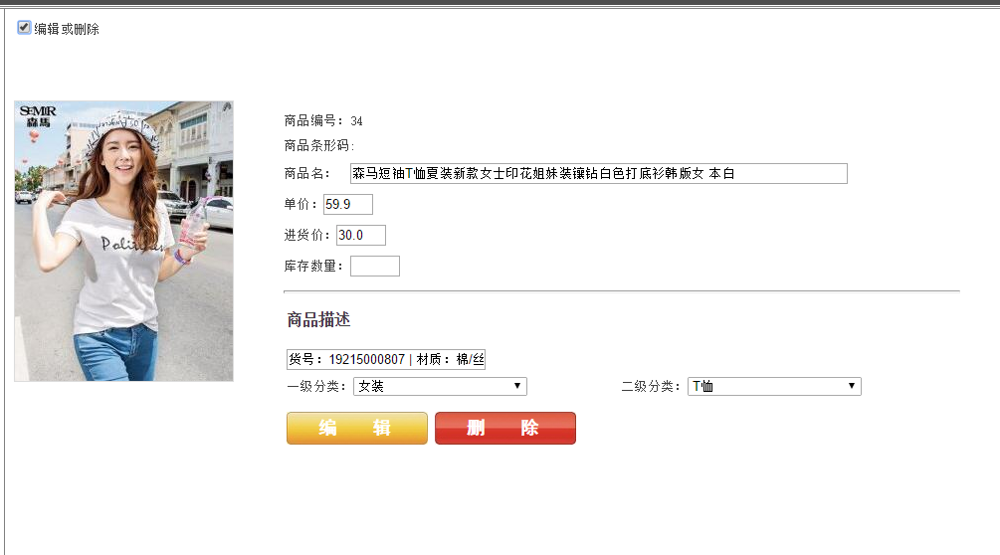 编辑或删除
SEMIR
森馬
Politi
商品编号：34
商品条形码：
商品名： 森马短袖T恤夏装新款女士印花姐妹装镶钻白色打底衫韩版女 本白
单价：59.9
进货价：30.0
库存数量：
商品描述
货号：19215000807 | 材质：棉/丝
一级分类：女装 二级分类：T恤
编 辑 删 除